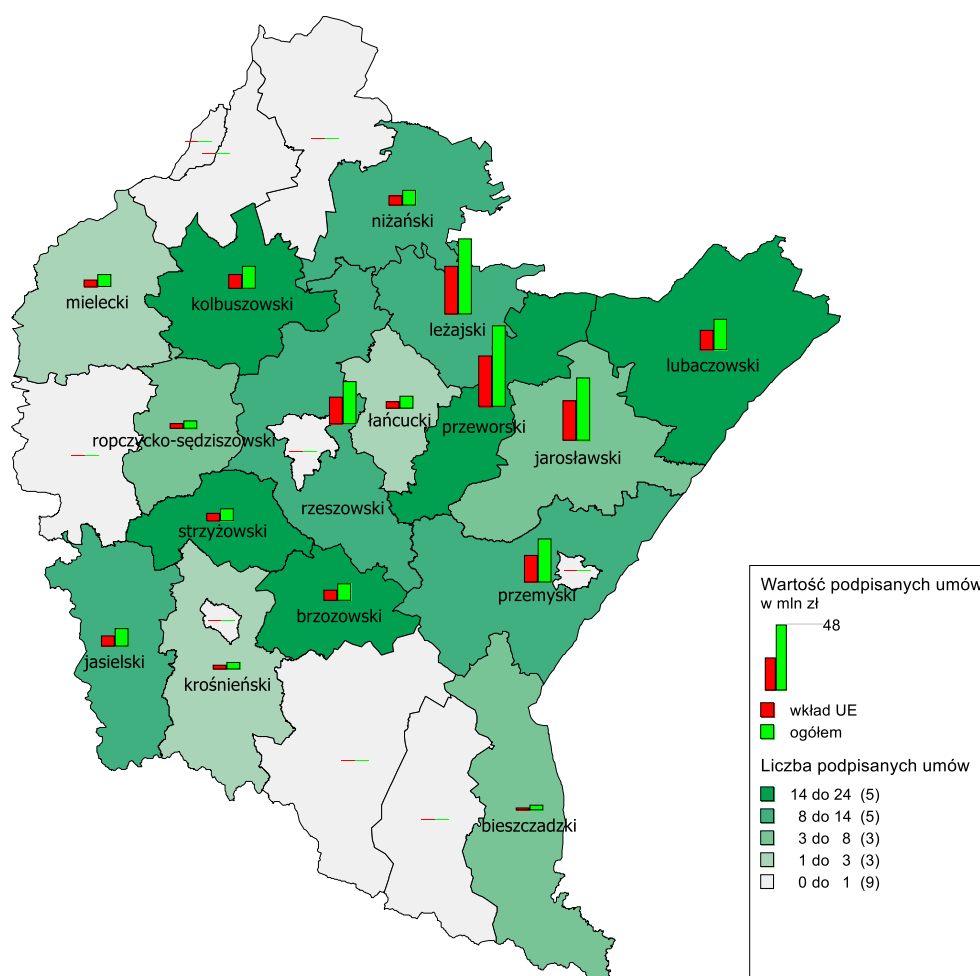 niżański
mielecki
kolbuszowski
leżajski
lubaczowski
łańcucki
przeworski
ropczycko-sędziszowski
jarosławski
rzeszowski
strzyżowski
przemyski
brzozowski
jasielski
krośnieński
bieszczadzki
Wartość podpisanych umów
w mln zł
48
wkład UE
ogółem
Liczba podpisanych umów
14 do 24 (5)
8 do 14 (5)
3 do 8 (3)
1 do 3 (3)
0 do 1 (9)